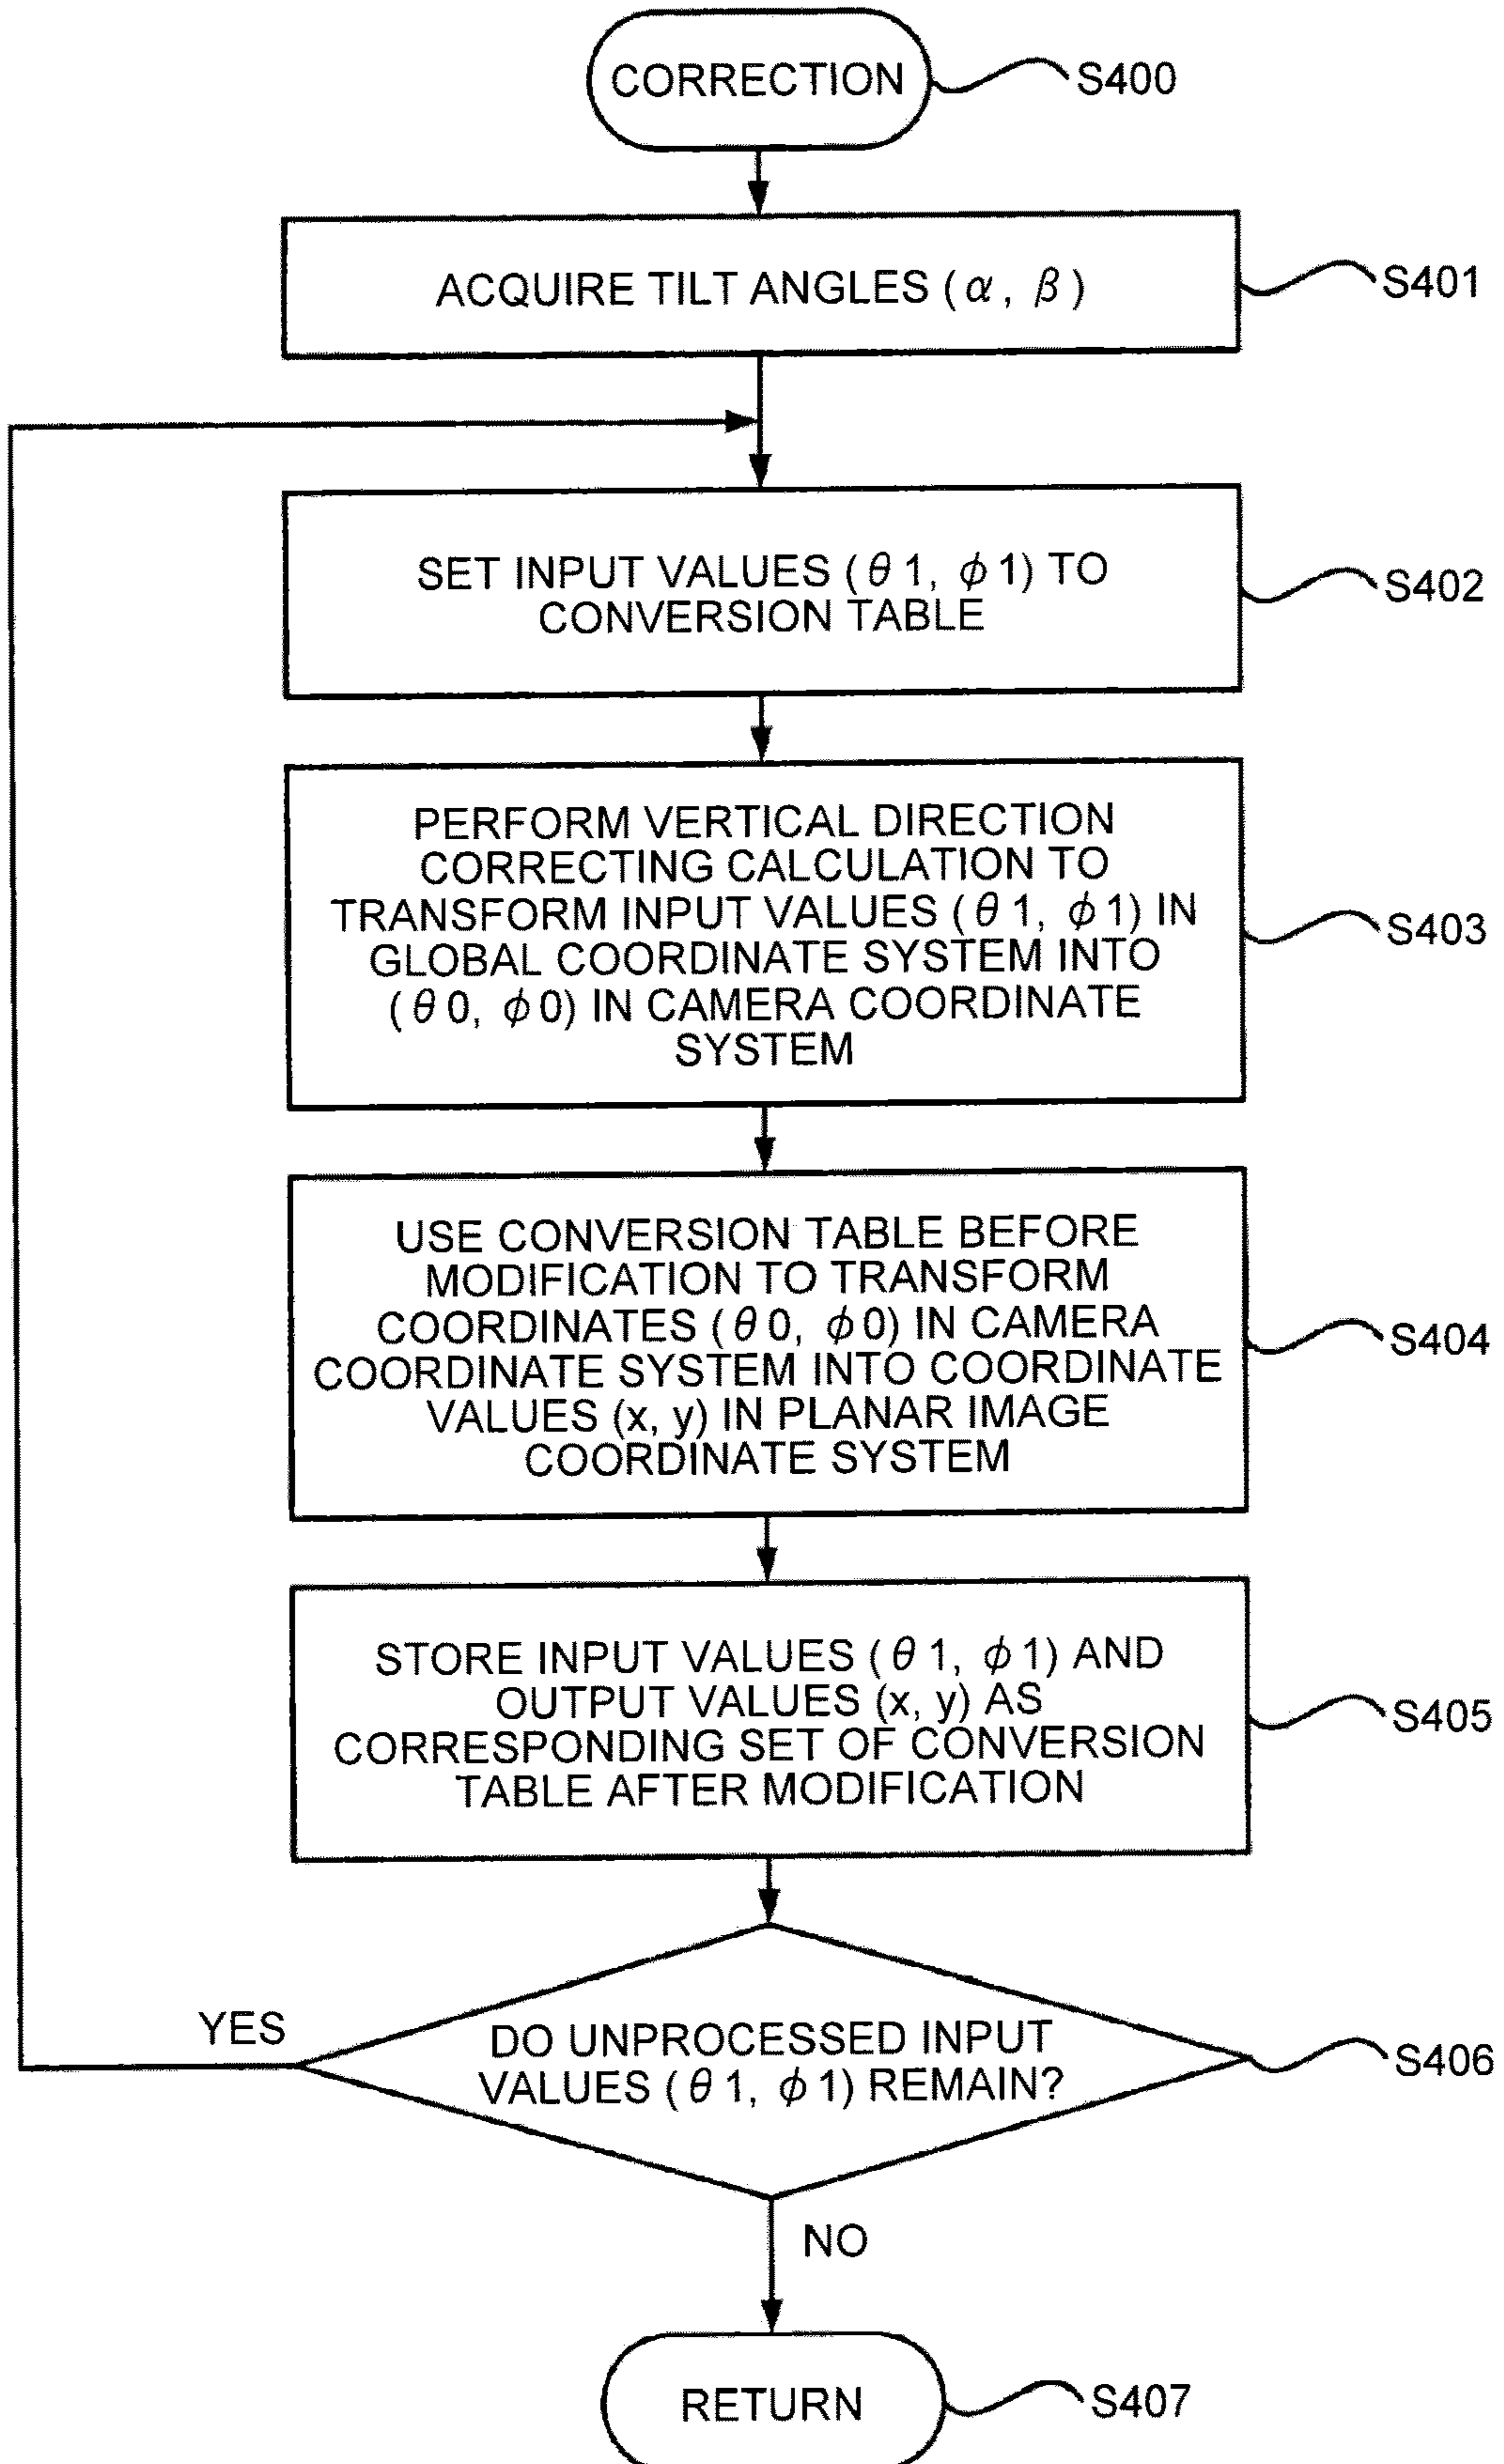 CORRECTION
S400
ACQUIRE TILT ANGLES (α, β)
S401
SET INPUT VALUES (θ1, φ1) TO
CONVERSION TABLE
S402
PERFORM VERTICAL DIRECTION
CORRECTING CALCULATION TO
TRANSFORM INPUT VALUES (θ1, φ1) IN
GLOBAL COORDINATE SYSTEM INTO
(θ0, φ0) IN CAMERA COORDINATE
SYSTEM
S403
USE CONVERSION TABLE BEFORE
MODIFICATION TO TRANSFORM
COORDINATES (θ0, φ0) IN CAMERA
COORDINATE SYSTEM INTO COORDINATE
VALUES (x, y) IN PLANAR IMAGE
COORDINATE SYSTEM
S404
STORE INPUT VALUES (θ1, φ1) AND
OUTPUT VALUES (x, y) AS
CORRESPONDING SET OF CONVERSION
TABLE AFTER MODIFICATION
S405
YES
DO UNPROCESSED INPUT
VALUES (θ1, φ1) REMAIN?
S406
NO
RETURN
S407